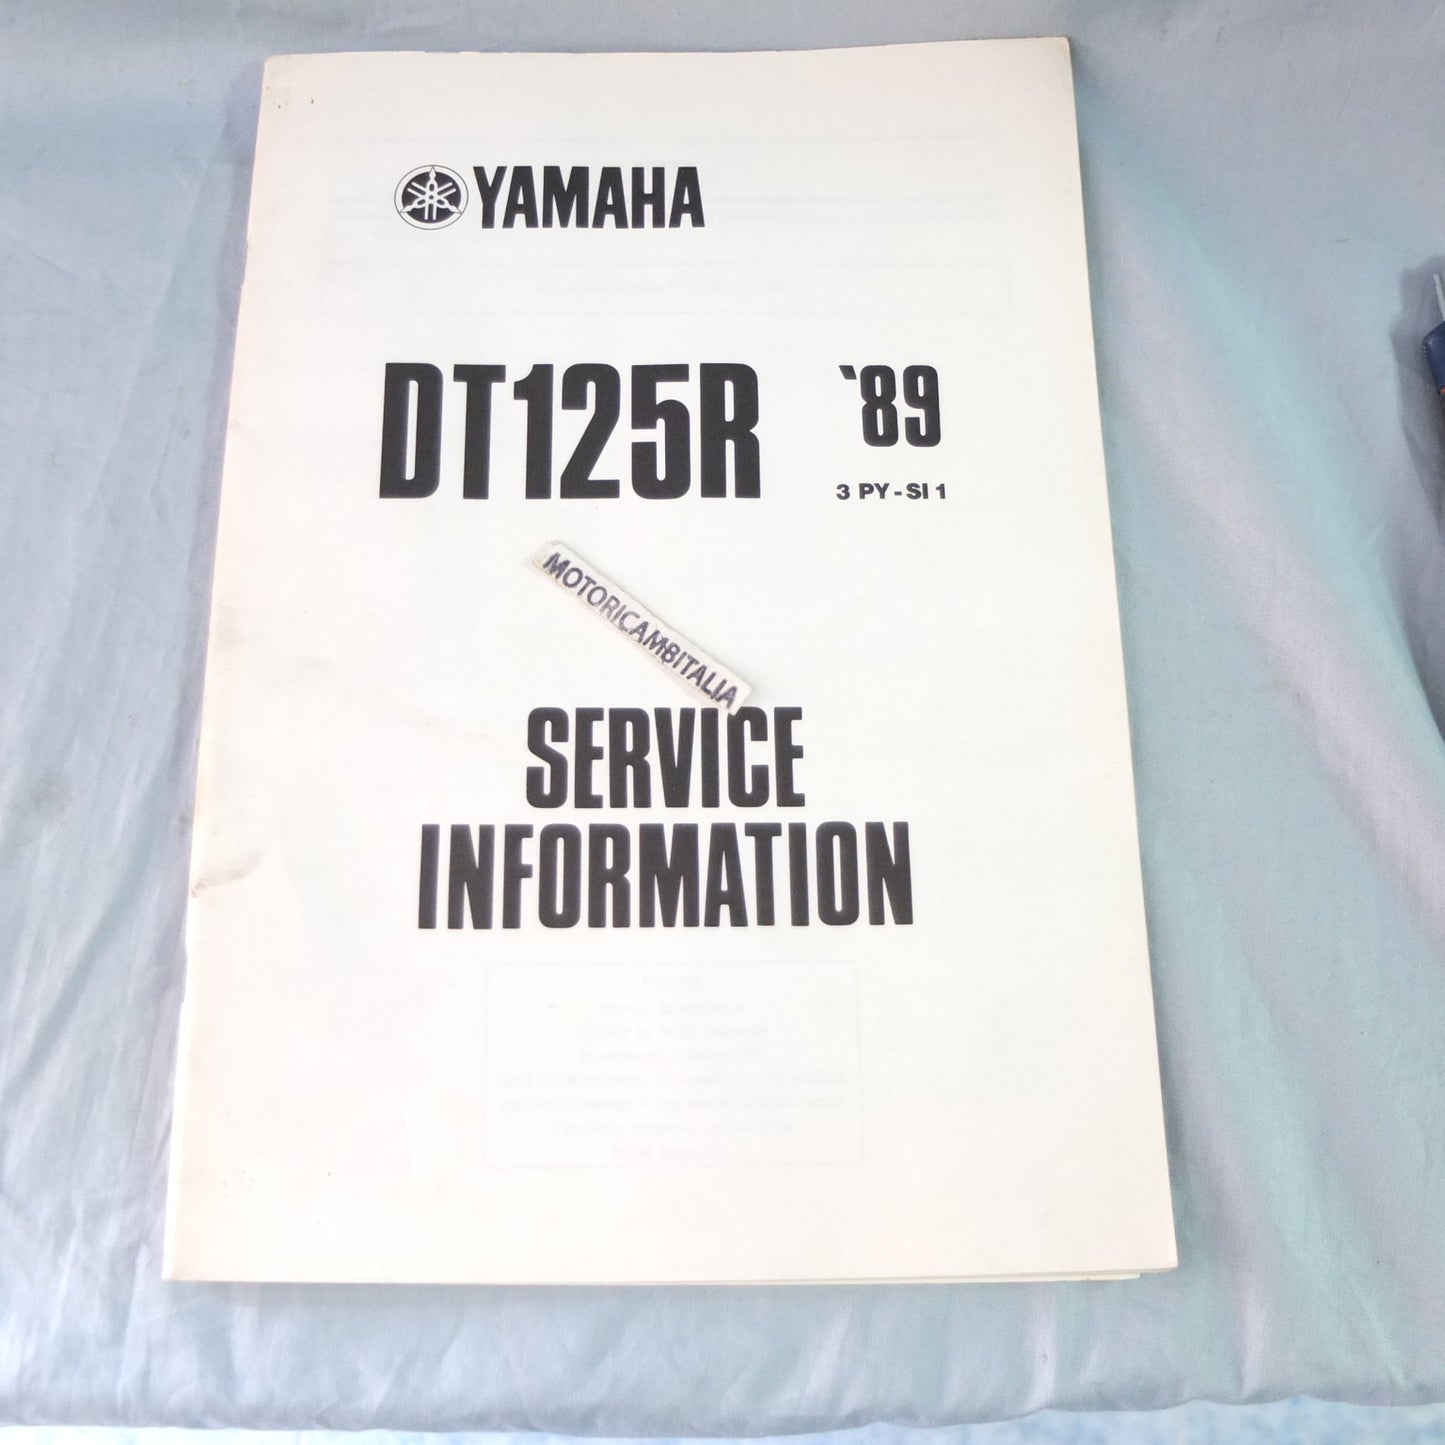 YAMAHA
DT125R '89
3 PY - SI 1
MOTORICAMBITALIA
SERVICE
INFORMATION